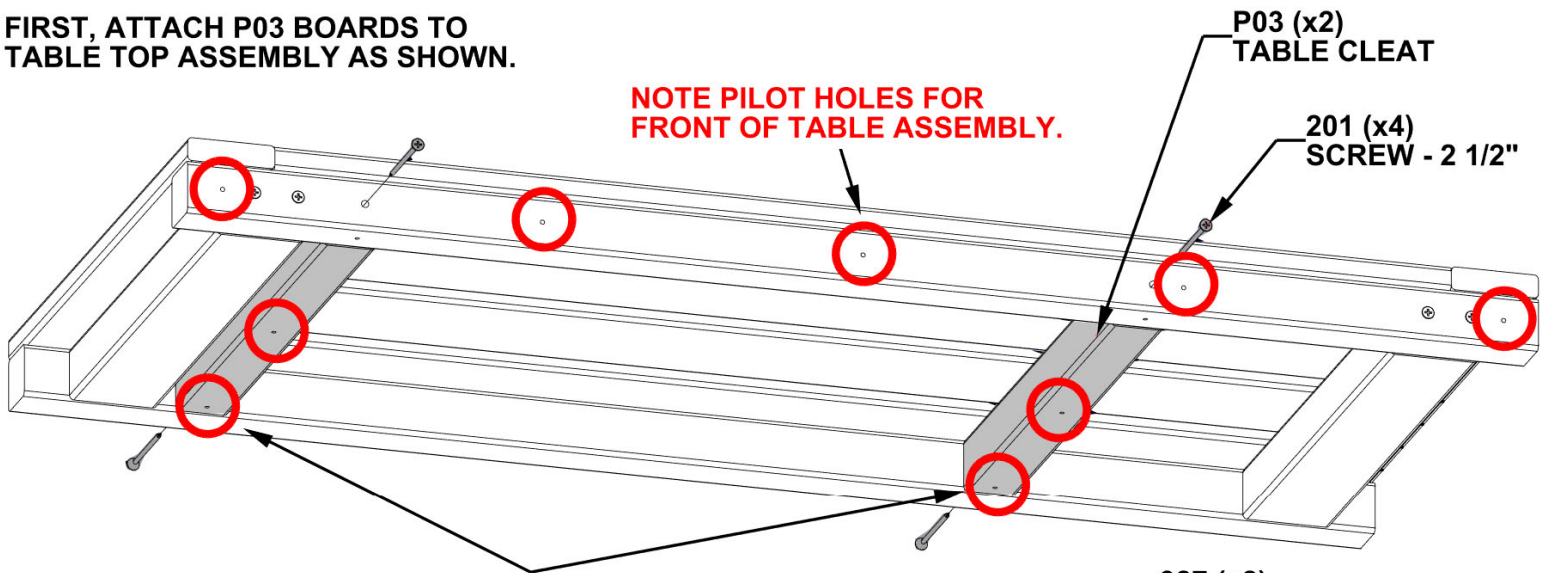 FIRST, ATTACH P03 BOARDS TO
TABLE TOP ASSEMBLY AS SHOWN.
P03 (x2)
TABLE CLEAT
NOTE PILOT HOLES FOR
FRONT OF TABLE ASSEMBLY.
201 (x4)
SCREW - 2 1/2"